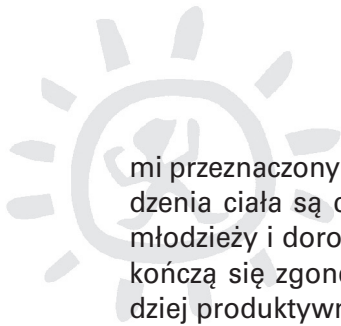 mi przeznaczony
dzenia ciała są
młodzieży i doro
kończą się zgon
dziej produktywn